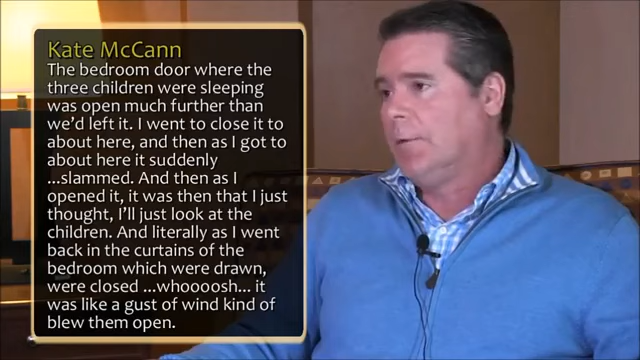 Kate McCann
The bedroom door where the
three children were sleeping
was open much further than
we'd left it. I went to close it to
about here, and then as I got to
about here it suddenly
...slammed. And then as I
opened it, it was then that I just
thought, I'll just look at the
children. And literally as I went
back in the curtains of the
bedroom which were drawn,
were closed ...whoooosh... it
was like a gust of wind kind of
blew them open.